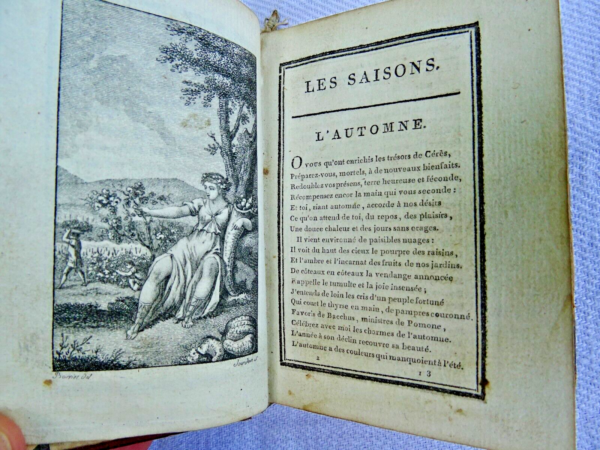 LES SAISONS.
L'AUTOMNE.
O vous qu'ont enrichis les trésors de Cérès,
Préparez-vous, mortels, à de nouveaux bienfaits.
Redouble tes présens, terre heureuse et féconde,
Récompensez encor la main qui vous seconde :
Et toi, riant automne, accorde à nos désirs
Ce qu'on attend de toi, du repos, des plaisirs,
Une douce chaleur et des jours sans orages.
Il vient environné de paisibles nuages :
Il voit du haut des cieux le pourpre des raisins,
Et l'ambre et l'incarnat des fruits de nos jardins.
De côteaux en côteaux la vendange annoncée
Rappelle le tumulte et la joie insensée ;
J'entends de loin les cris d'un peuple fortuné
Qui court le thyrse en main, de pampres couronné.
Favoris de Bacchus, ministres de Pomone,
Célébrez avec moi les charmes de l'automne.
L'année à son déclin recouvre sa beauté.
L'automne a des couleurs qui manquoient à l'été.
13